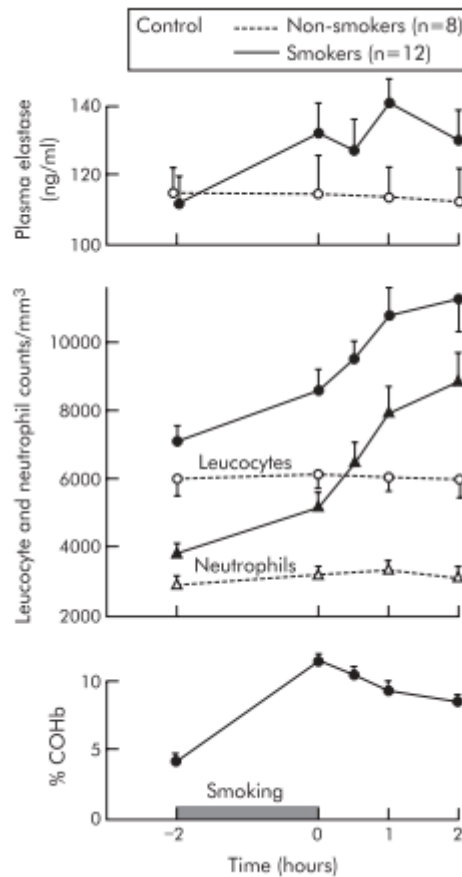 Control
Non-smokers (n=8)
Smokers (n=12)
Plasma elastase
(ng/ml)
140
120
100
Leucocyte and neutrophil counts/mm³
10000
8000
6000
4000
2000
Leucocytes
Neutrophils
% COHb
10
5
0
Smoking
–2
0
1
2
Time (hours)